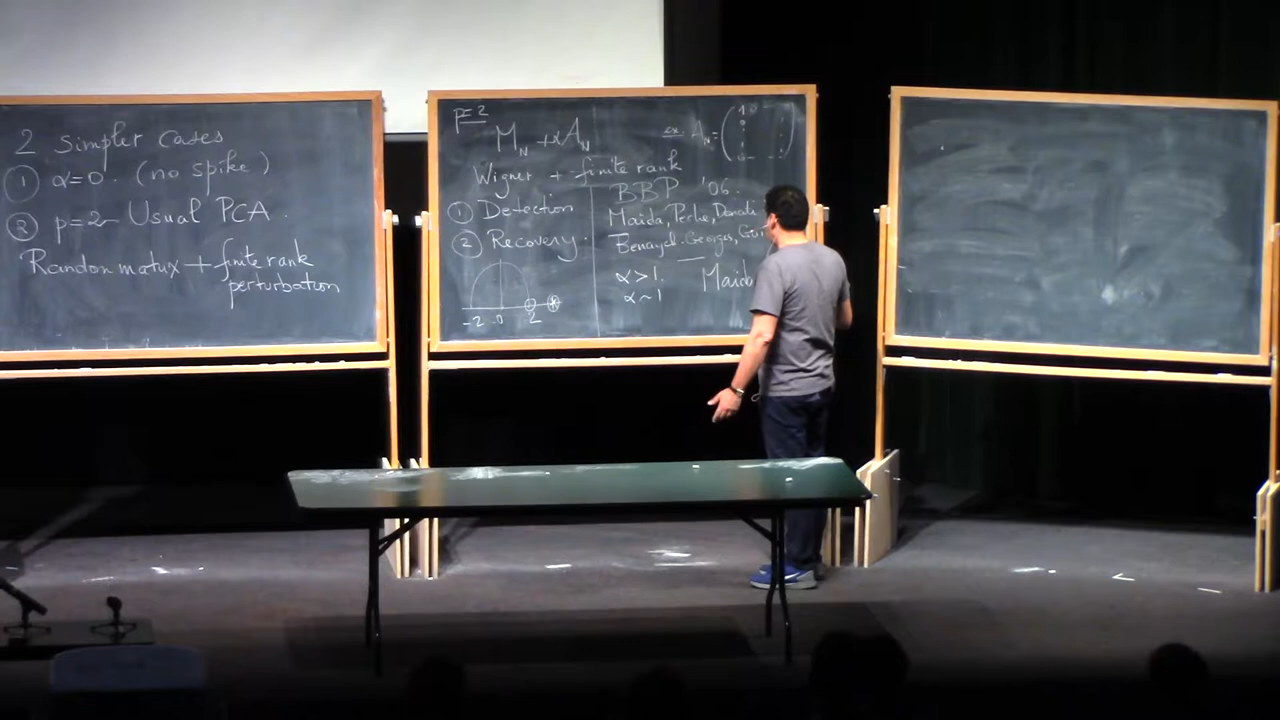 2 simpler cases
① α=0. (no spike)
② p=2 - Usual PCA.
Random matrix + finite rank
perturbation
p=2
M_N + αA_N
Wigner + finite rank
① Detection
② Recovery.
-2 0 2
ex. A_N =
BBP '06.
Maida, Péché, Donati
Benaych-Georges,
α>1.
α~1
Maida